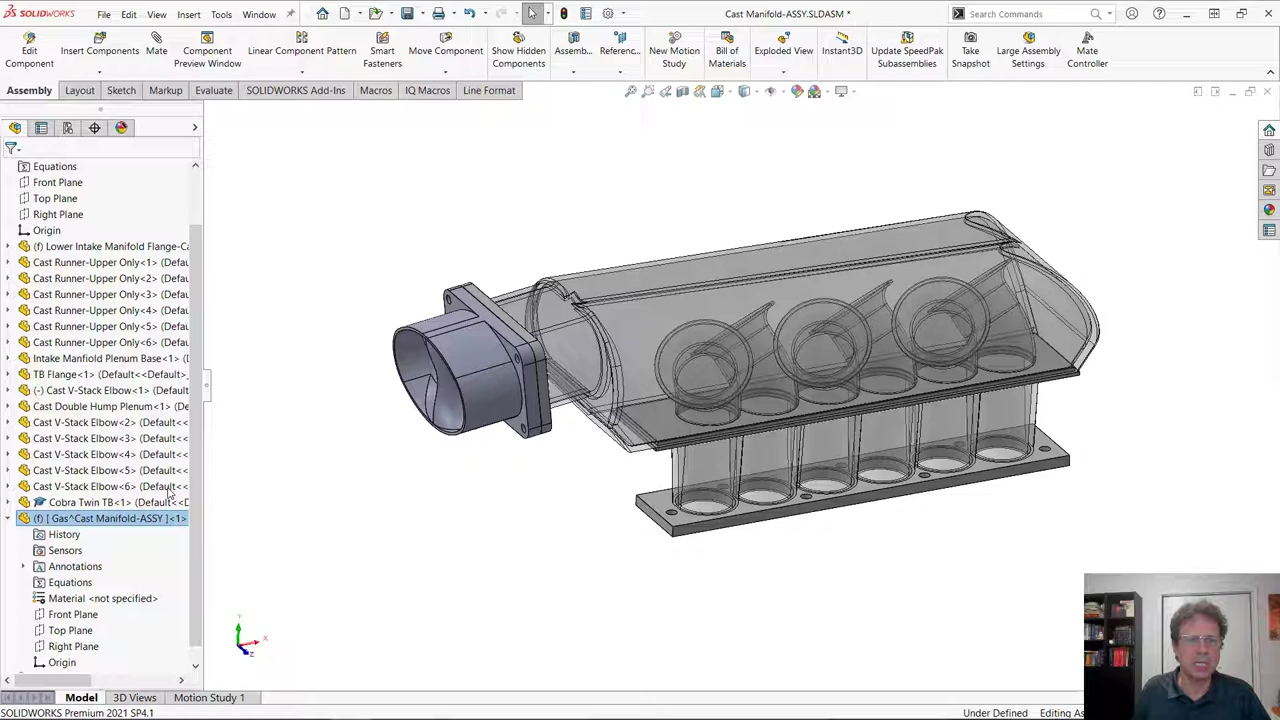 SOLIDWORKS
File Edit View Insert Tools Window
Cast Manifold-ASSY.SLDASM *
Search Commands
Edit Component
Insert Components
Mate
Component Preview Window
Linear Component Pattern
Smart Fasteners
Move Component
Show Hidden Components
Assemb...
Referenc...
New Motion Study
Bill of Materials
Exploded View
Instant3D
Update SpeedPak Subassemblies
Take Snapshot
Large Assembly Settings
Mate Controller
Assembly Layout Sketch Markup Evaluate SOLIDWORKS Add-Ins Macros IQ Macros Line Format
Equations
Front Plane
Top Plane
Right Plane
Origin
(f) Lower Intake Manifold Flange-Ca
Cast Runner-Upper Only<1> (Defau
Cast Runner-Upper Only<2> (Defau
Cast Runner-Upper Only<3> (Defau
Cast Runner-Upper Only<4> (Defau
Cast Runner-Upper Only<5> (Defau
Cast Runner-Upper Only<6> (Defau
Intake Manfiold Plenum Base<1> (D
TB Flange<1> (Default<<Default>_
(-) Cast V-Stack Elbow<1> (Default
Cast Double Hump Plenum<1> (De
Cast V-Stack Elbow<2> (Default<<
Cast V-Stack Elbow<3> (Default<<
Cast V-Stack Elbow<4> (Default<<
Cast V-Stack Elbow<5> (Default<<
Cast V-Stack Elbow<6> (Default<<
Cobra Twin TB<1> (Default<<D
(f) [ Gas^Cast Manifold-ASSY ]<1>
History
Sensors
Annotations
Equations
Material <not specified>
Front Plane
Top Plane
Right Plane
Origin
Y
X
Z
Model 3D Views Motion Study 1
SOLIDWORKS Premium 2021 SP4.1
Under Defined
Editing As